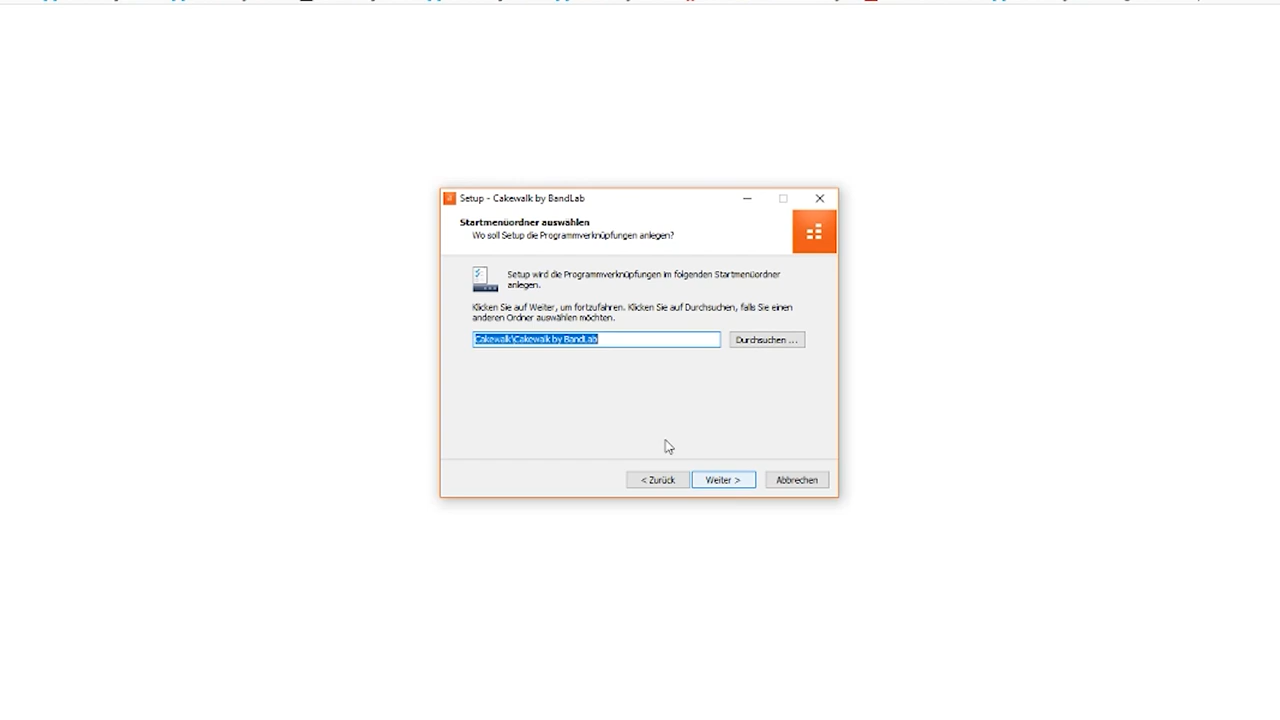 Setup - Cakewalk by BandLab
Startmenüordner auswählen
Wo soll Setup die Programmverknüpfungen anlegen?
Setup wird die Programmverknüpfungen im folgenden Startmenüordner
anlegen.
Klicken Sie auf Weiter, um fortzufahren. Klicken Sie auf Durchsuchen, falls Sie einen
anderen Ordner auswählen möchten.
Cakewalk\Cakewalk by BandLab
Durchsuchen ...
< Zurück
Weiter >
Abbrechen